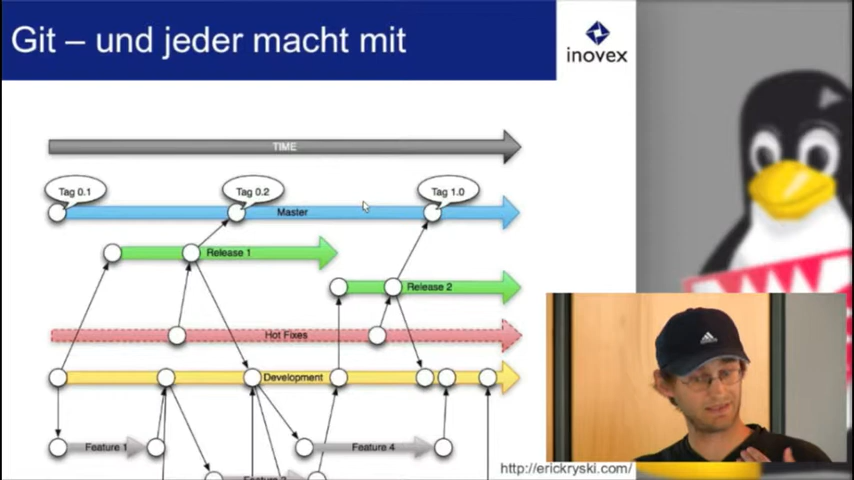 Git – und jeder macht mit
inovex
TIME
Tag 0.1
Tag 0.2
Tag 1.0
Master
Release 1
Release 2
Hot Fixes
Development
Feature 1
Feature 4
http://erickryski.com/